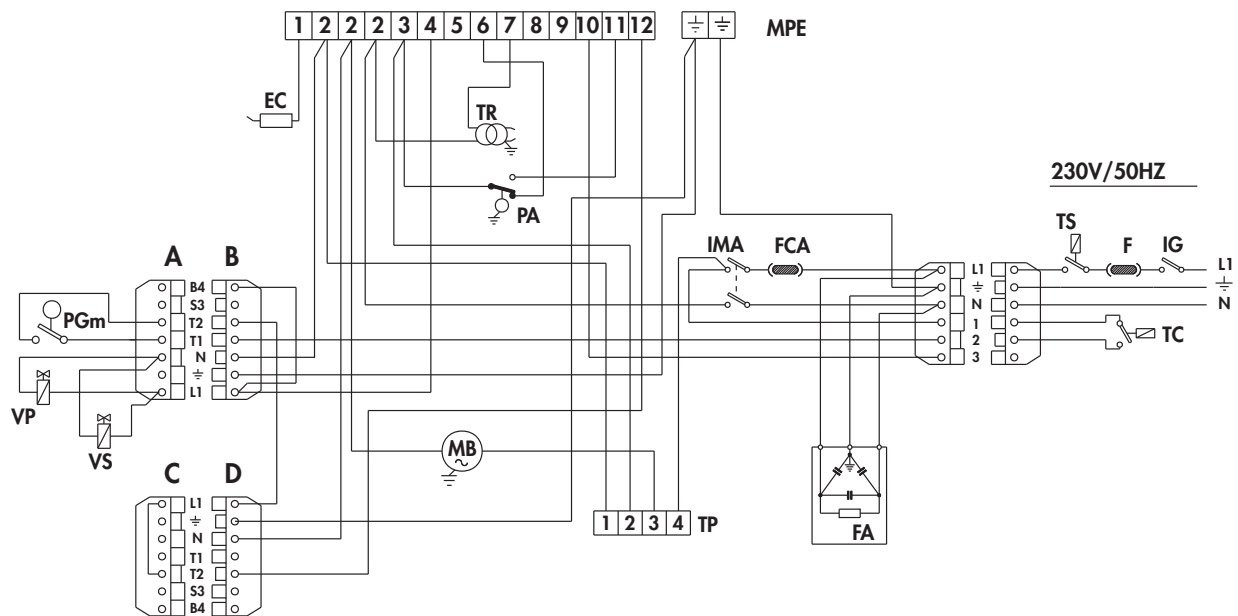 1 2 2 2 3 4 5 6 7 8 9 10 11 12
MPE
EC
TR
PA
230V/50HZ
TS
F
IG
IMA
FCA
L1
L1
N
N
1
2
3
TC
A
B
B4
S3
T2
T1
N
L1
PGm
VP
VS
C
D
L1
N
T1
T2
S3
B4
MB
~
1 2 3 4
TP
FA